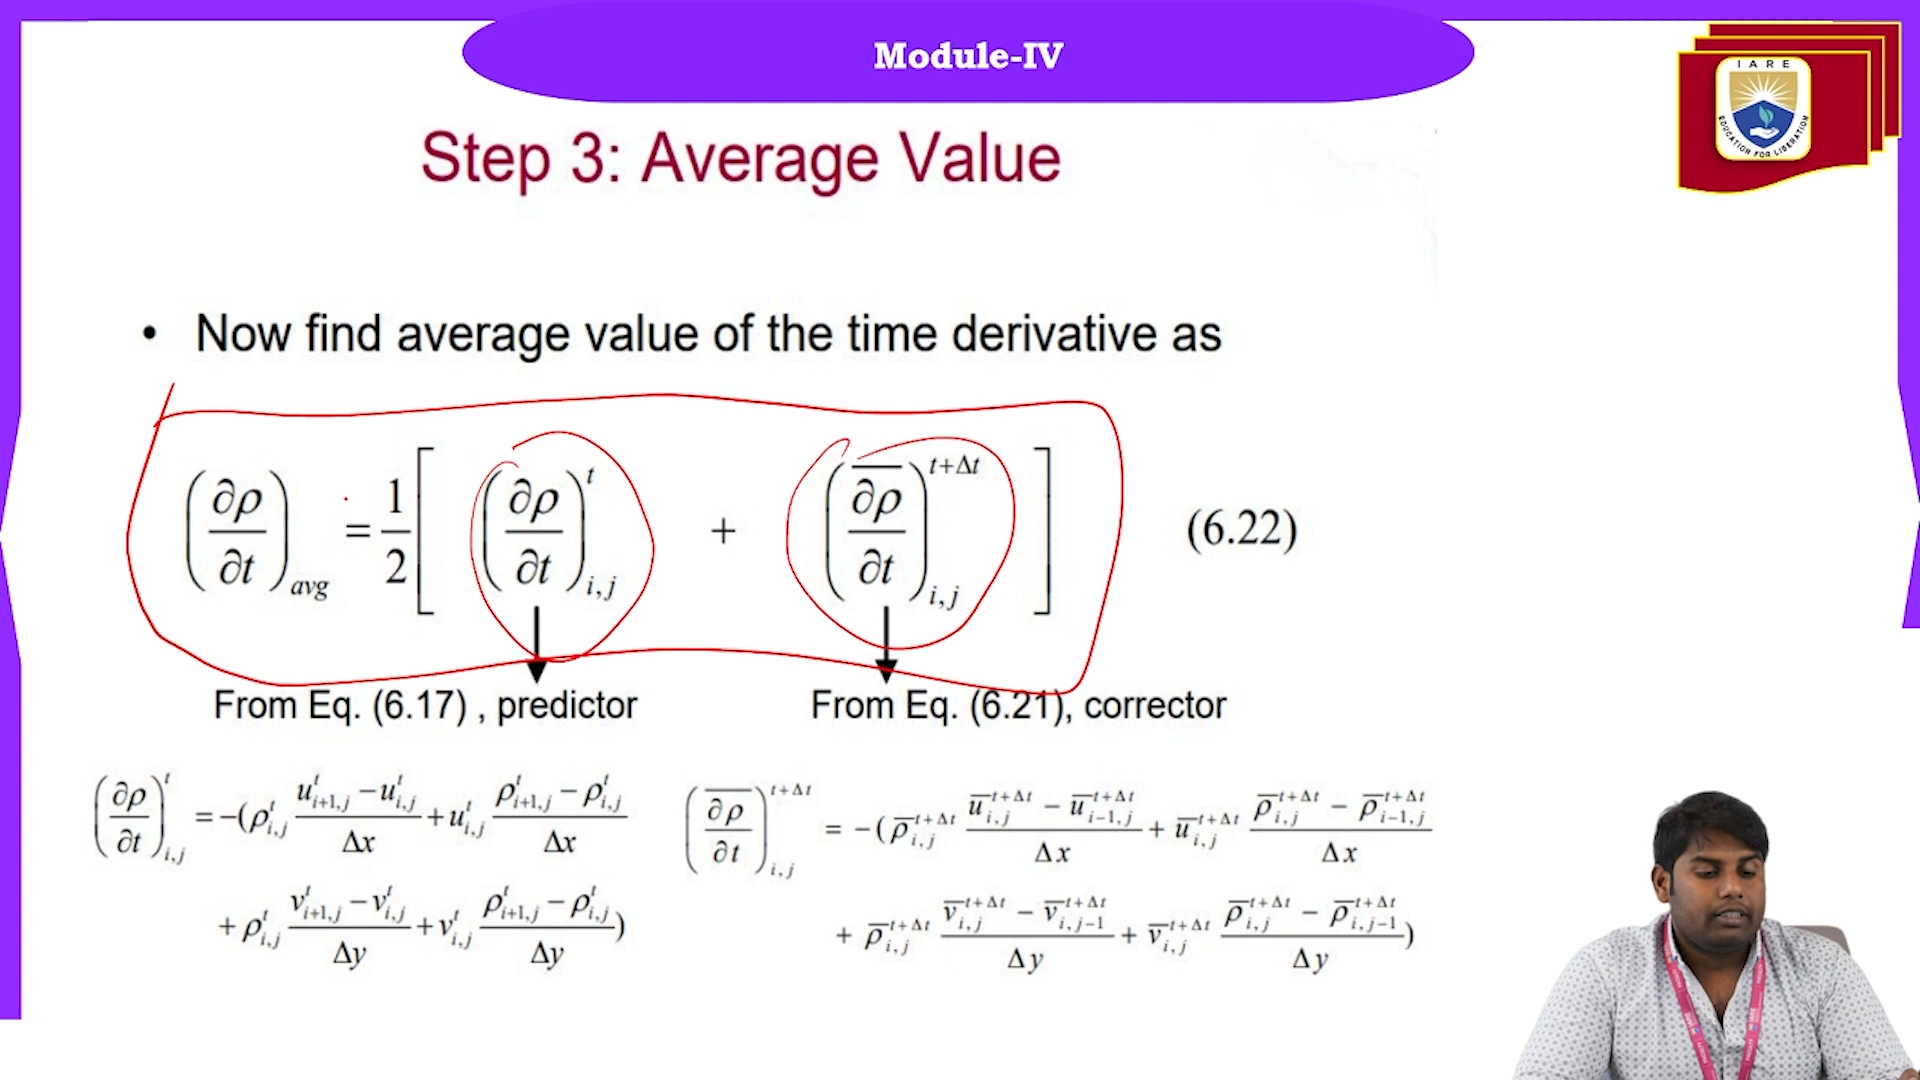 Module-IV
IARE
EDUCATION FOR LIBERATION
Step 3: Average Value
• Now find average value of the time derivative as
(∂ρ/∂t)_avg = 1/2 [ (∂ρ/∂t)^t_{i,j} + (∂ρ̅/∂t)^{t+Δt}_{i,j} ] (6.22)
From Eq. (6.17) , predictor From Eq. (6.21), corrector
(∂ρ/∂t)^t_{i,j} = −(ρ^t_{i,j} (u^t_{i+1,j} − u^t_{i,j})/Δx + u^t_{i,j} (ρ^t_{i+1,j} − ρ^t_{i,j})/Δx
+ ρ^t_{i,j} (v^t_{i+1,j} − v^t_{i,j})/Δy + v^t_{i,j} (ρ^t_{i+1,j} − ρ^t_{i,j})/Δy)
(∂ρ̅/∂t)^{t+Δt}_{i,j} = −(ρ̅^{t+Δt}_{i,j} (u̅^{t+Δt}_{i,j} − u̅^{t+Δt}_{i−1,j})/Δx + u̅^{t+Δt}_{i,j} (ρ̅^{t+Δt}_{i,j} − ρ̅^{t+Δt}_{i−1,j})/Δx
+ ρ̅^{t+Δt}_{i,j} (v̅^{t+Δt}_{i,j} − v̅^{t+Δt}_{i,j−1})/Δy + v̅^{t+Δt}_{i,j} (ρ̅^{t+Δt}_{i,j} − ρ̅^{t+Δt}_{i,j−1})/Δy)